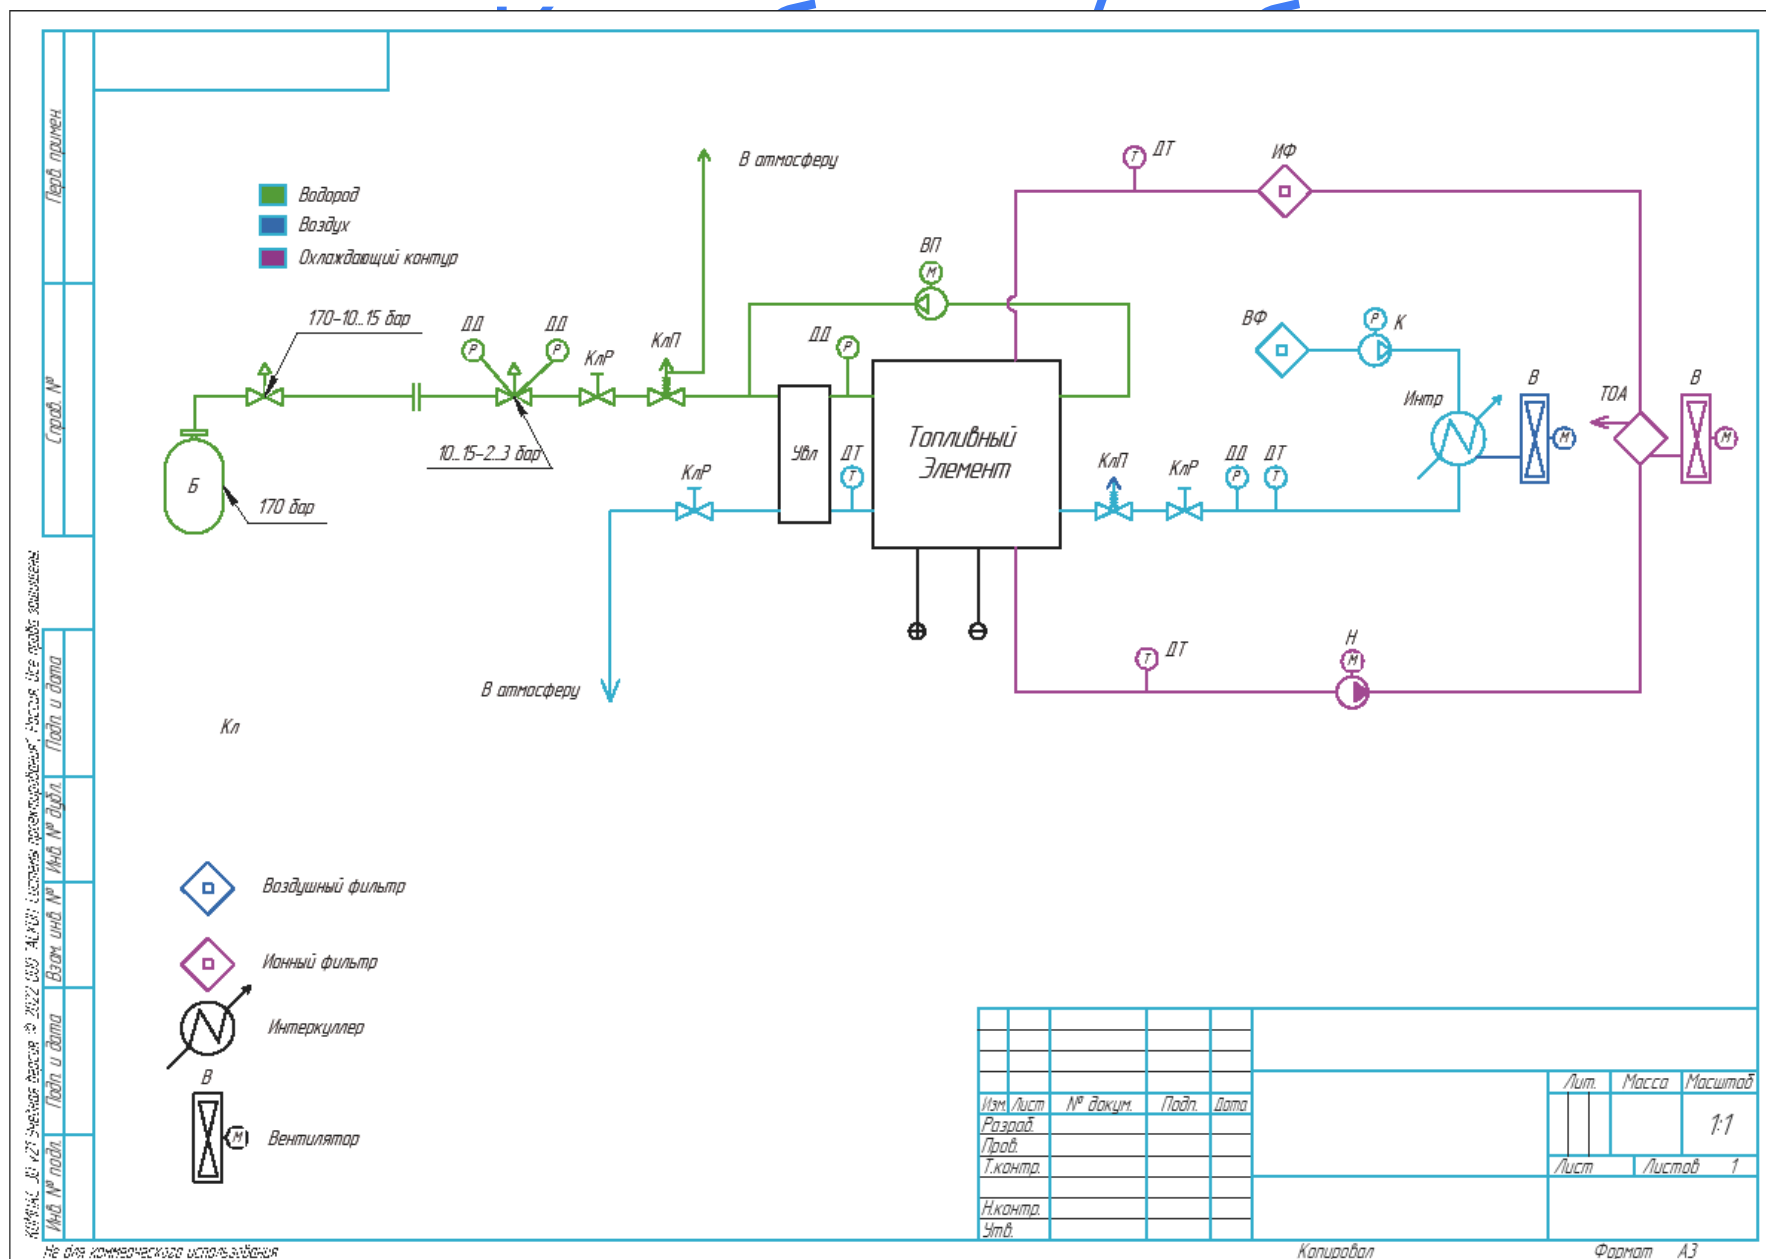 Перв. примен.
Справ. №
Подп. и дата
Инв. № дубл.
Взам. инв. №
Подп. и дата
Инв. № подл.
Водород
Воздух
Охлаждающий контур
В атмосферу
Т
ДТ
ИФ
ВП
М
170-10...15 бар
ДД
ДД
Р
Р
КлР
КлП
ДД
Р
ВФ
Р
К
В
В
Интр
ТОА
М
М
Топливный
Элемент
10...15-2...3 бар
Увл
ДТ
Т
КлР
КлП
КлР
ДД
ДТ
Р
Т
Б
170 бар
Т
ДТ
Н
М
В атмосферу
Кл
Воздушный фильтр
Ионный фильтр
Интеркуллер
В
М
Вентилятор
Изм.
Лист
№ докум.
Подп.
Дата
Разраб.
Пров.
Т.контр.
Н.контр.
Утв.
Лит.
Масса
Масштаб
1:1
Лист
Листов 1
Не для коммерческого использования
Копировал
Формат А3